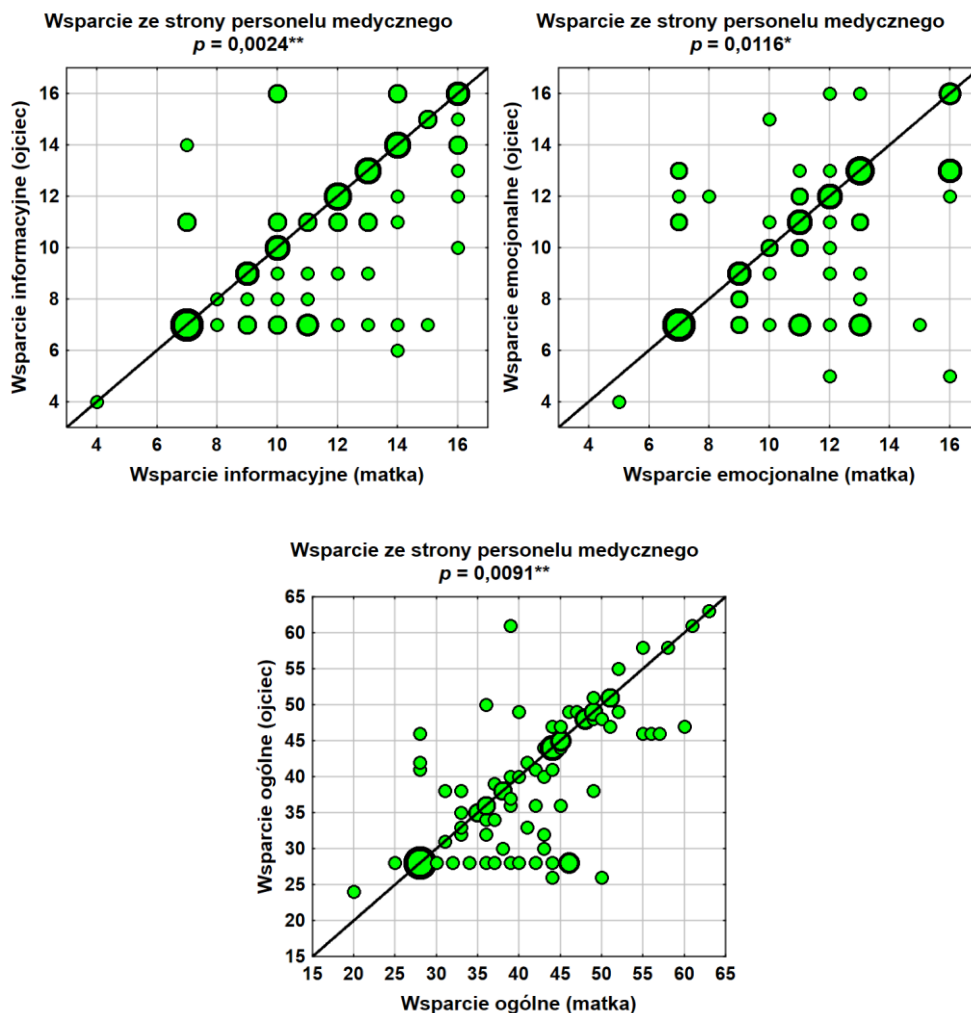 Wsparcie ze strony personelu medycznego
p = 0,0024**
Wsparcie informacyjne (ojciec)
16
14
12
10
8
6
4
4 6 8 10 12 14 16
Wsparcie informacyjne (matka)
Wsparcie ze strony personelu medycznego
p = 0,0116*
Wsparcie emocjonalne (ojciec)
16
14
12
10
8
6
4
4 6 8 10 12 14 16
Wsparcie emocjonalne (matka)
Wsparcie ze strony personelu medycznego
p = 0,0091**
Wsparcie ogólne (ojciec)
65
60
55
50
45
40
35
30
25
20
15
15 20 25 30 35 40 45 50 55 60 65
Wsparcie ogólne (matka)